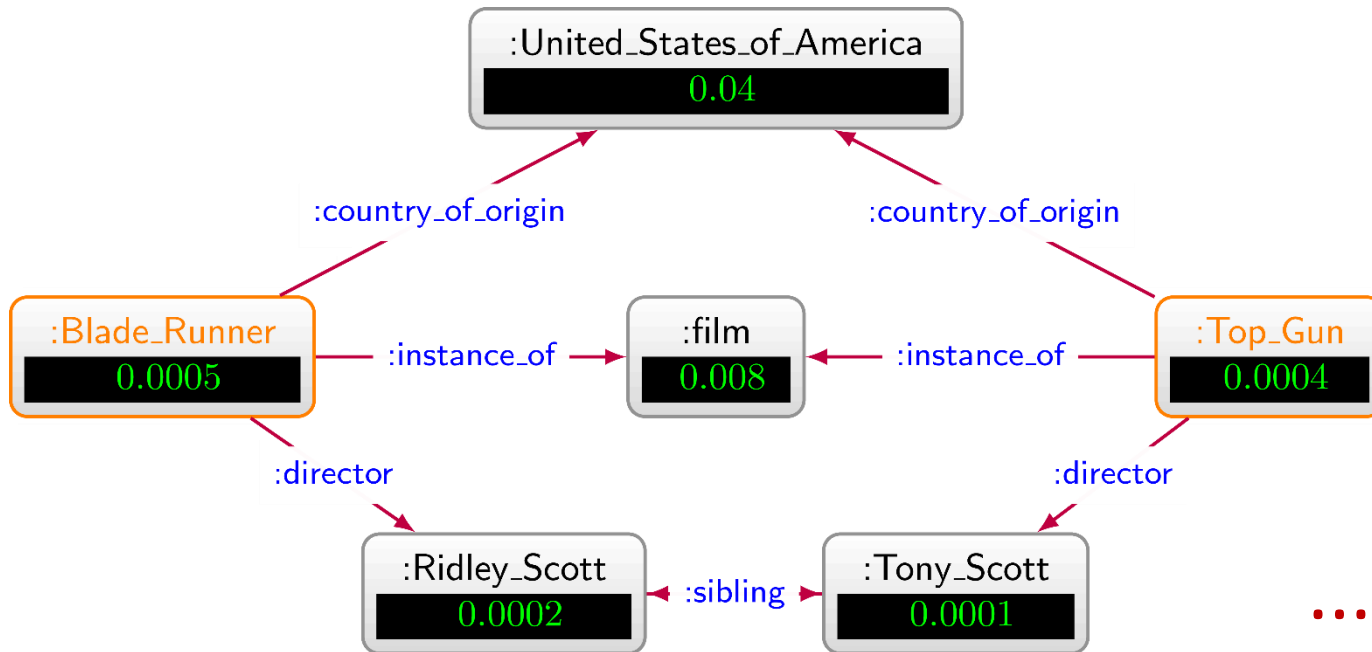 :United_States_of_America
0.04
:country_of_origin
:country_of_origin
:Blade_Runner
0.0005
:instance_of
:film
0.008
:instance_of
:Top_Gun
0.0004
:director
:director
:Ridley_Scott
0.0002
:sibling
:Tony_Scott
0.0001
...